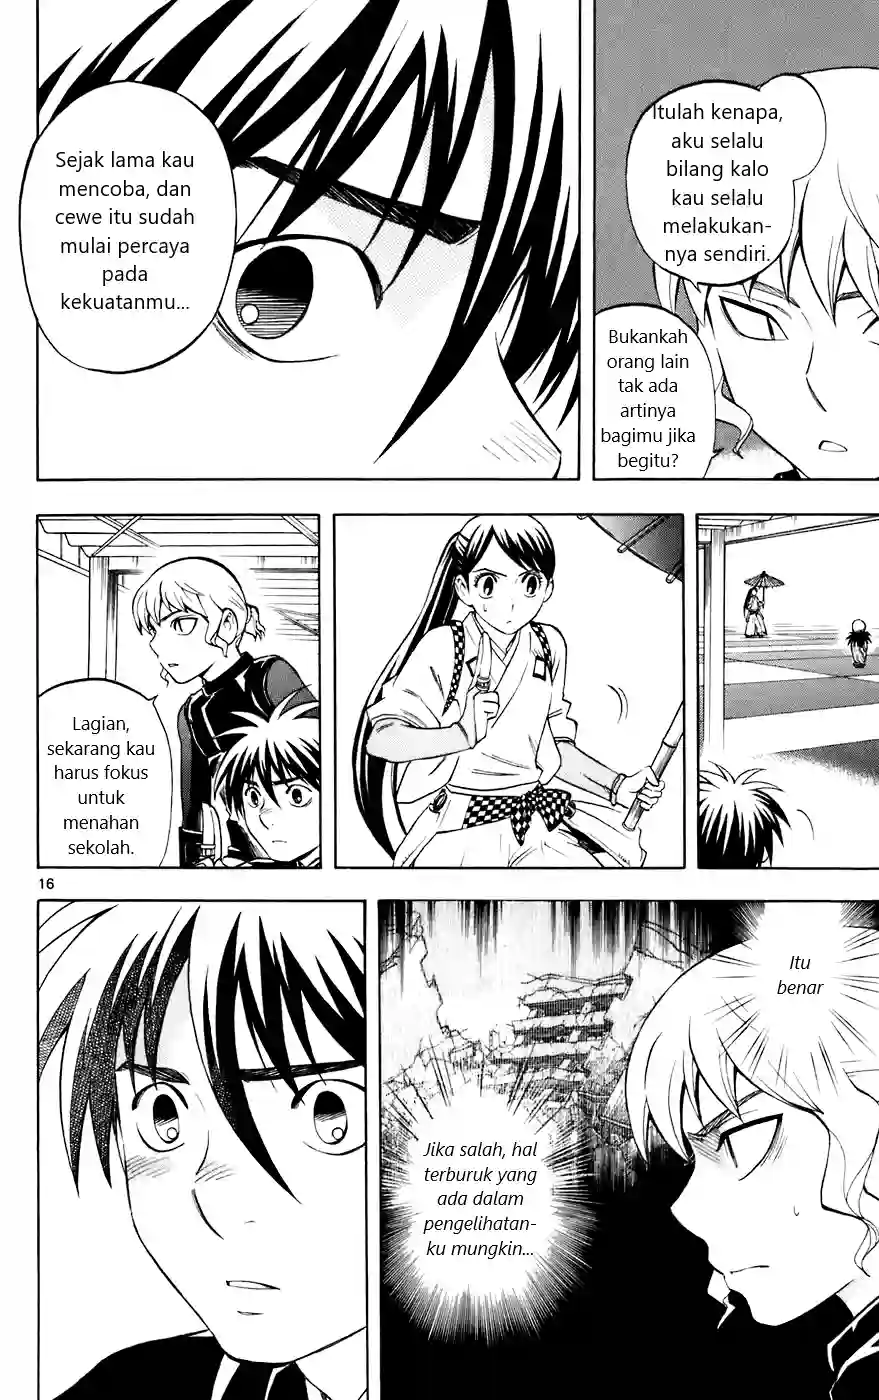 Itulah kenapa,
aku selalu
bilang kalo
kau selalu
melakukan-
nya sendiri.
Bukankah
orang lain
tak ada
artinya
bagimu jika
begitu?
Sejak lama kau
mencoba, dan
cewe itu sudah
mulai percaya
pada
kekuatanmu...
Lagian,
sekarang kau
harus fokus
untuk
menahan
sekolah.
16
Itu
benar
Jika salah, hal
terburuk yang
ada dalam
pengelihatan-
ku mungkin...